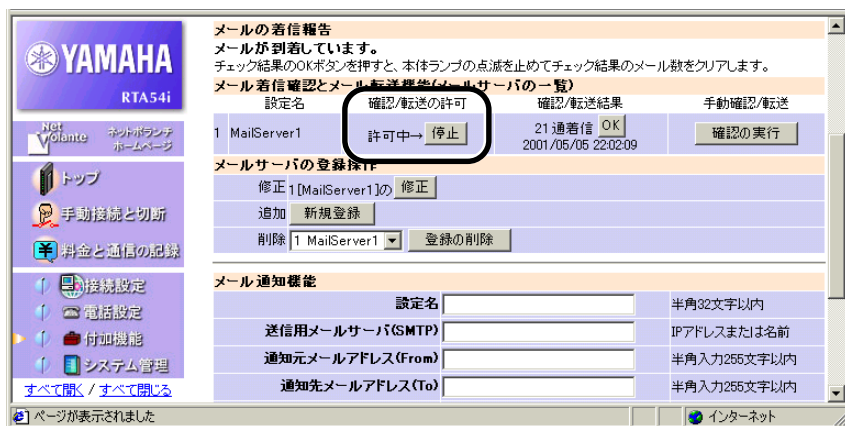 YAMAHA
RTA54i
Net Volante ネットボランチ ホームページ
トップ
手動接続と切断
料金と通信の記録
接続設定
電話設定
付加機能
システム管理
すべて開く / すべて閉じる
メールの着信報告
メールが到着しています。
チェック結果のOKボタンを押すと、本体ランプの点滅を止めてチェック結果のメール数をクリアします。
メール着信確認とメール転送機能(メールサーバの一覧)
設定名 確認/転送の許可 確認/転送結果 手動確認/転送
1 MailServer1 許可中→ 停止 21 通着信 OK 確認の実行
2001/05/05 22:02:09
メールサーバの登録操作
修正 1 [MailServer1]の 修正
追加 新規登録
削除 1 MailServer1 登録の削除
メール通知機能
設定名 半角32文字以内
送信用メールサーバ(SMTP) IPアドレスまたは名前
通知元メールアドレス(From) 半角入力255文字以内
通知先メールアドレス(To) 半角入力255文字以内
ページが表示されました インターネット